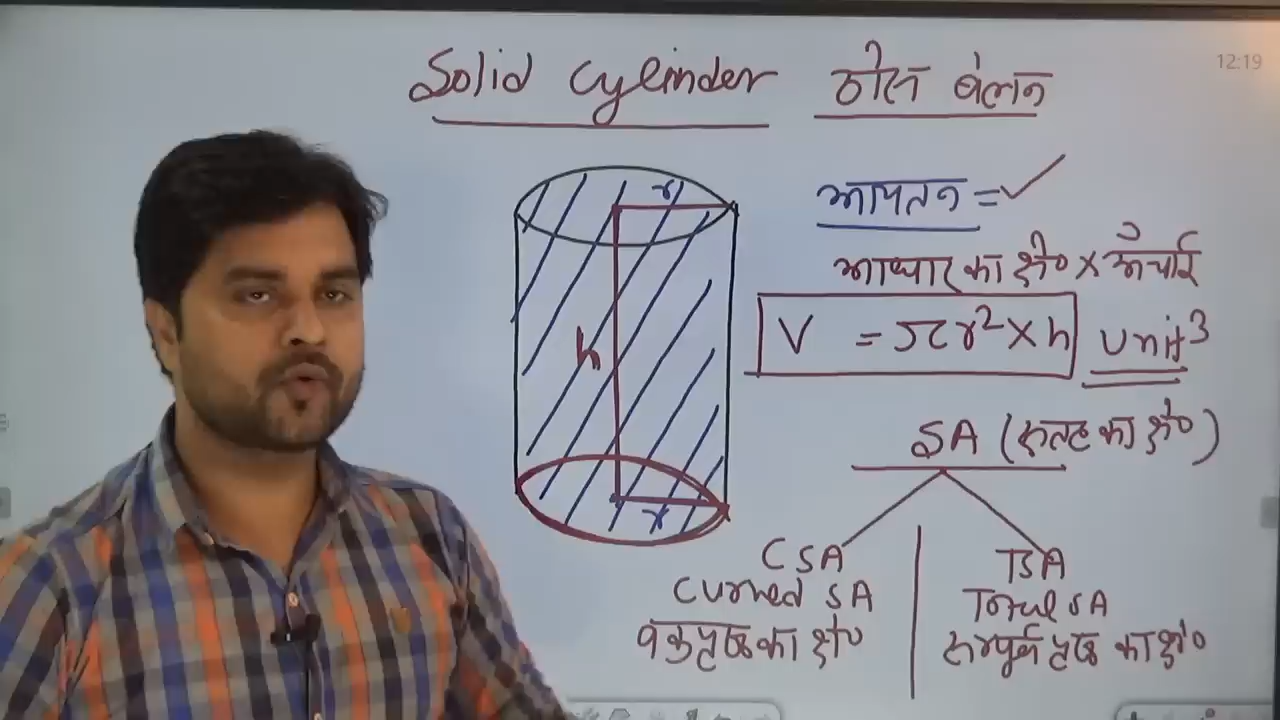 12:19
Solid Cylinder ठोस बेलन
r
आयतन = ✓
आधार का क्षे० × ऊँचाई
V = πr² × h Unit³
h
SA (सतह का क्षे०)
r
CSA
Curved SA
वक्रपृष्ठ का क्षे०
TSA
Total SA
सम्पूर्ण पृष्ठ का क्षे०